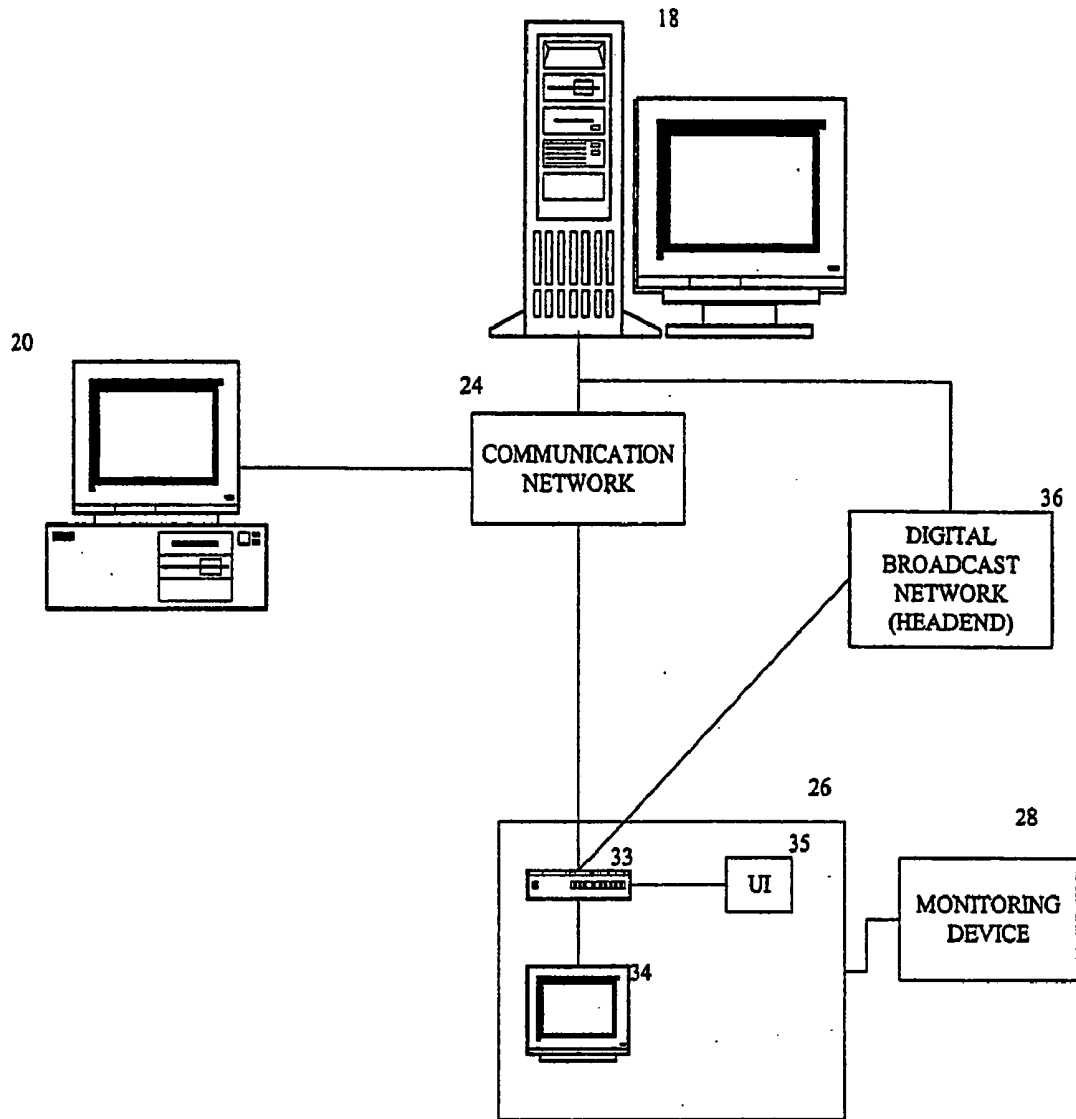 18
20
24
COMMUNICATION
NETWORK
36
DIGITAL
BROADCAST
NETWORK
(HEADEND)
26
28
33
35
UI
MONITORING
DEVICE
34